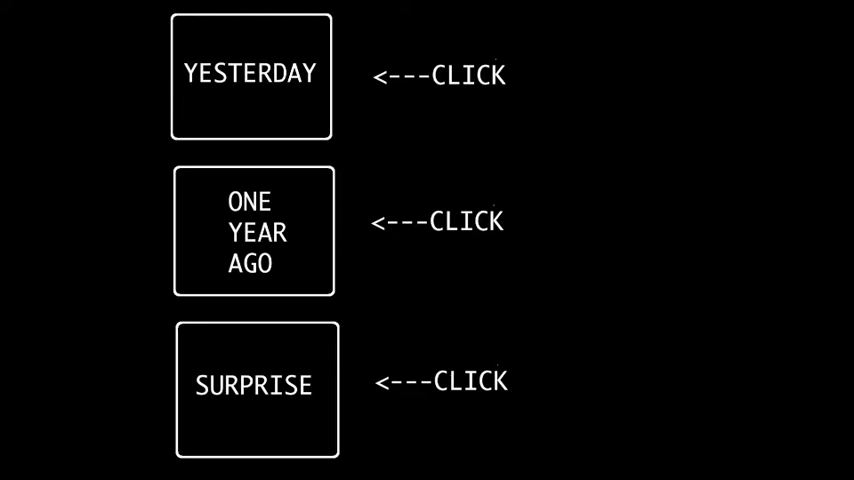 YESTERDAY
<---CLICK
ONE
YEAR
AGO
<---CLICK
SURPRISE
<---CLICK